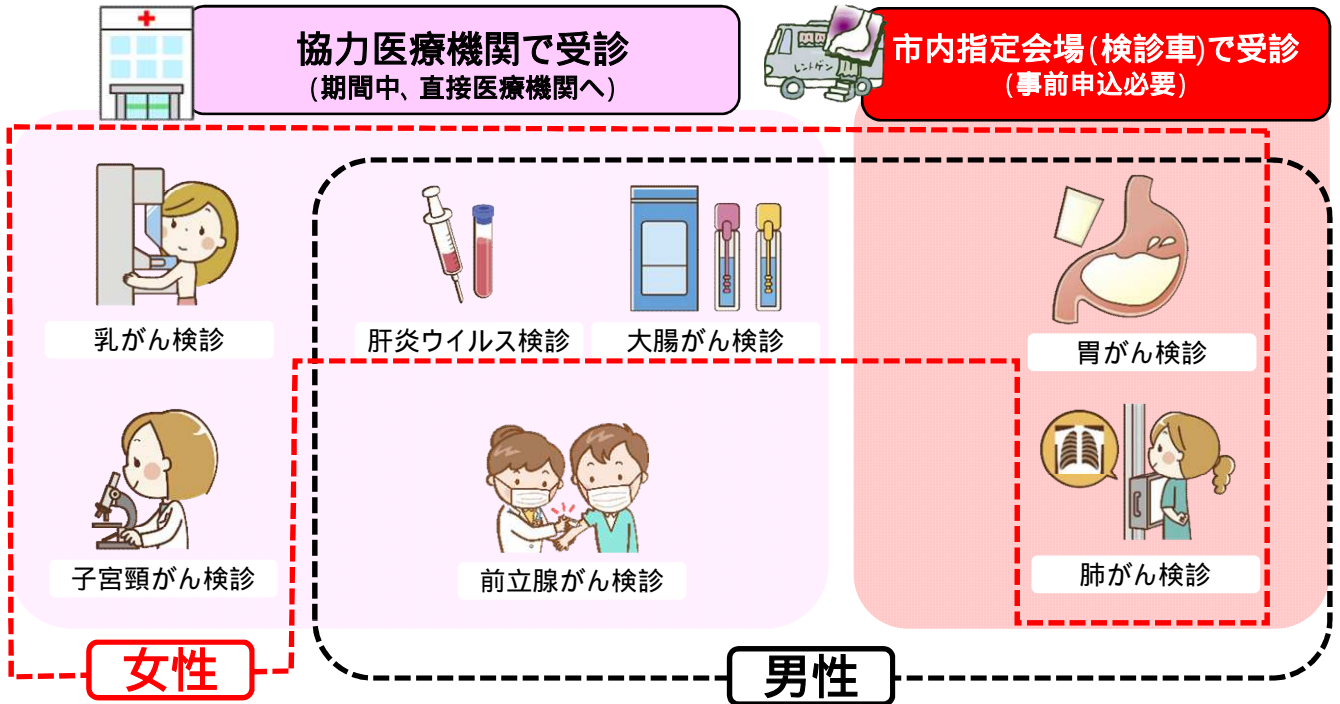 協力医療機関で受診
(期間中、直接医療機関へ)
レントゲン
市内指定会場(検診車)で受診
(事前申込必要)
乳がん検診
肝炎ウイルス検診
大腸がん検診
胃がん検診
子宮頸がん検診
前立腺がん検診
肺がん検診
女性
男性